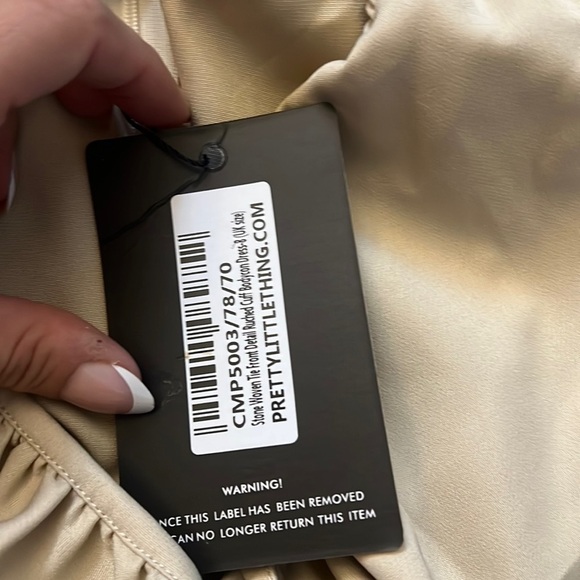 CMP5003/78/70
Stone Woven Tie Front Detail Ruched Cuff Bodycon Dress-8 (UK size)
PRETTYLITTLETHING.COM
WARNING!
NCE THIS LABEL HAS BEEN REMOVED
CAN NO LONGER RETURN THIS ITEM